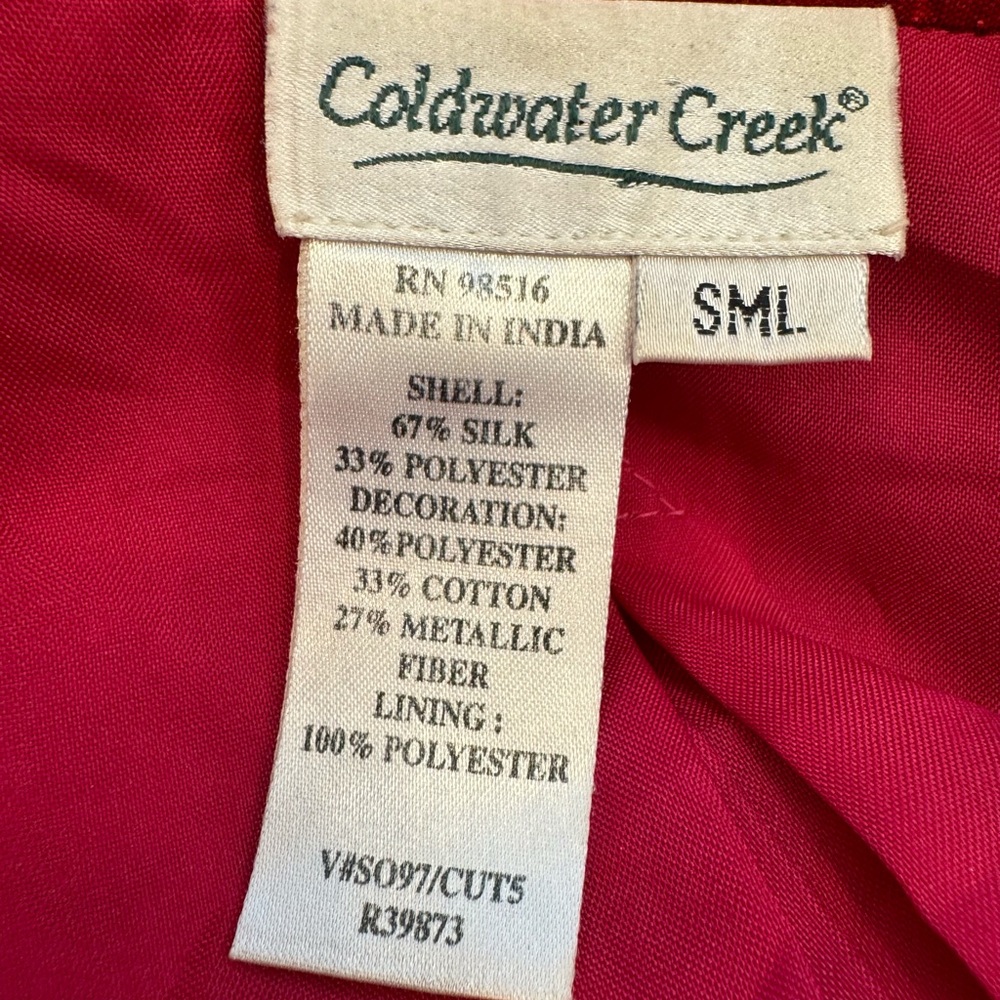 Coldwater Creek®
RN 98516
MADE IN INDIA
SML
SHELL:
67% SILK
33% POLYESTER
DECORATION:
40%POLYESTER
33% COTTON
27% METALLIC
FIBER
LINING :
100% POLYESTER
V#SO97/CUT5
R39873